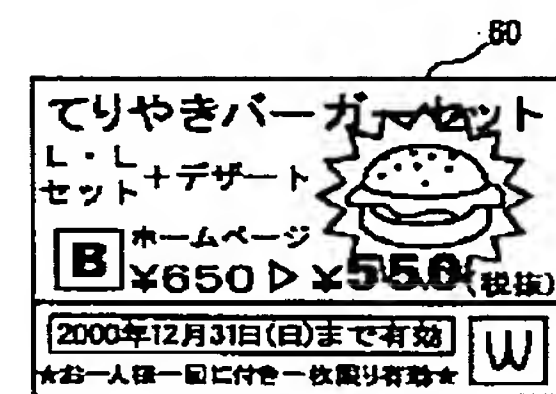 60
てりやきバーガーセット
L・L
セット+デザート
B ホームページ
¥650▷¥550(税抜)
2000年12月31日(日)まで有効
W
★お一人様一回に付き一枚限り有効★